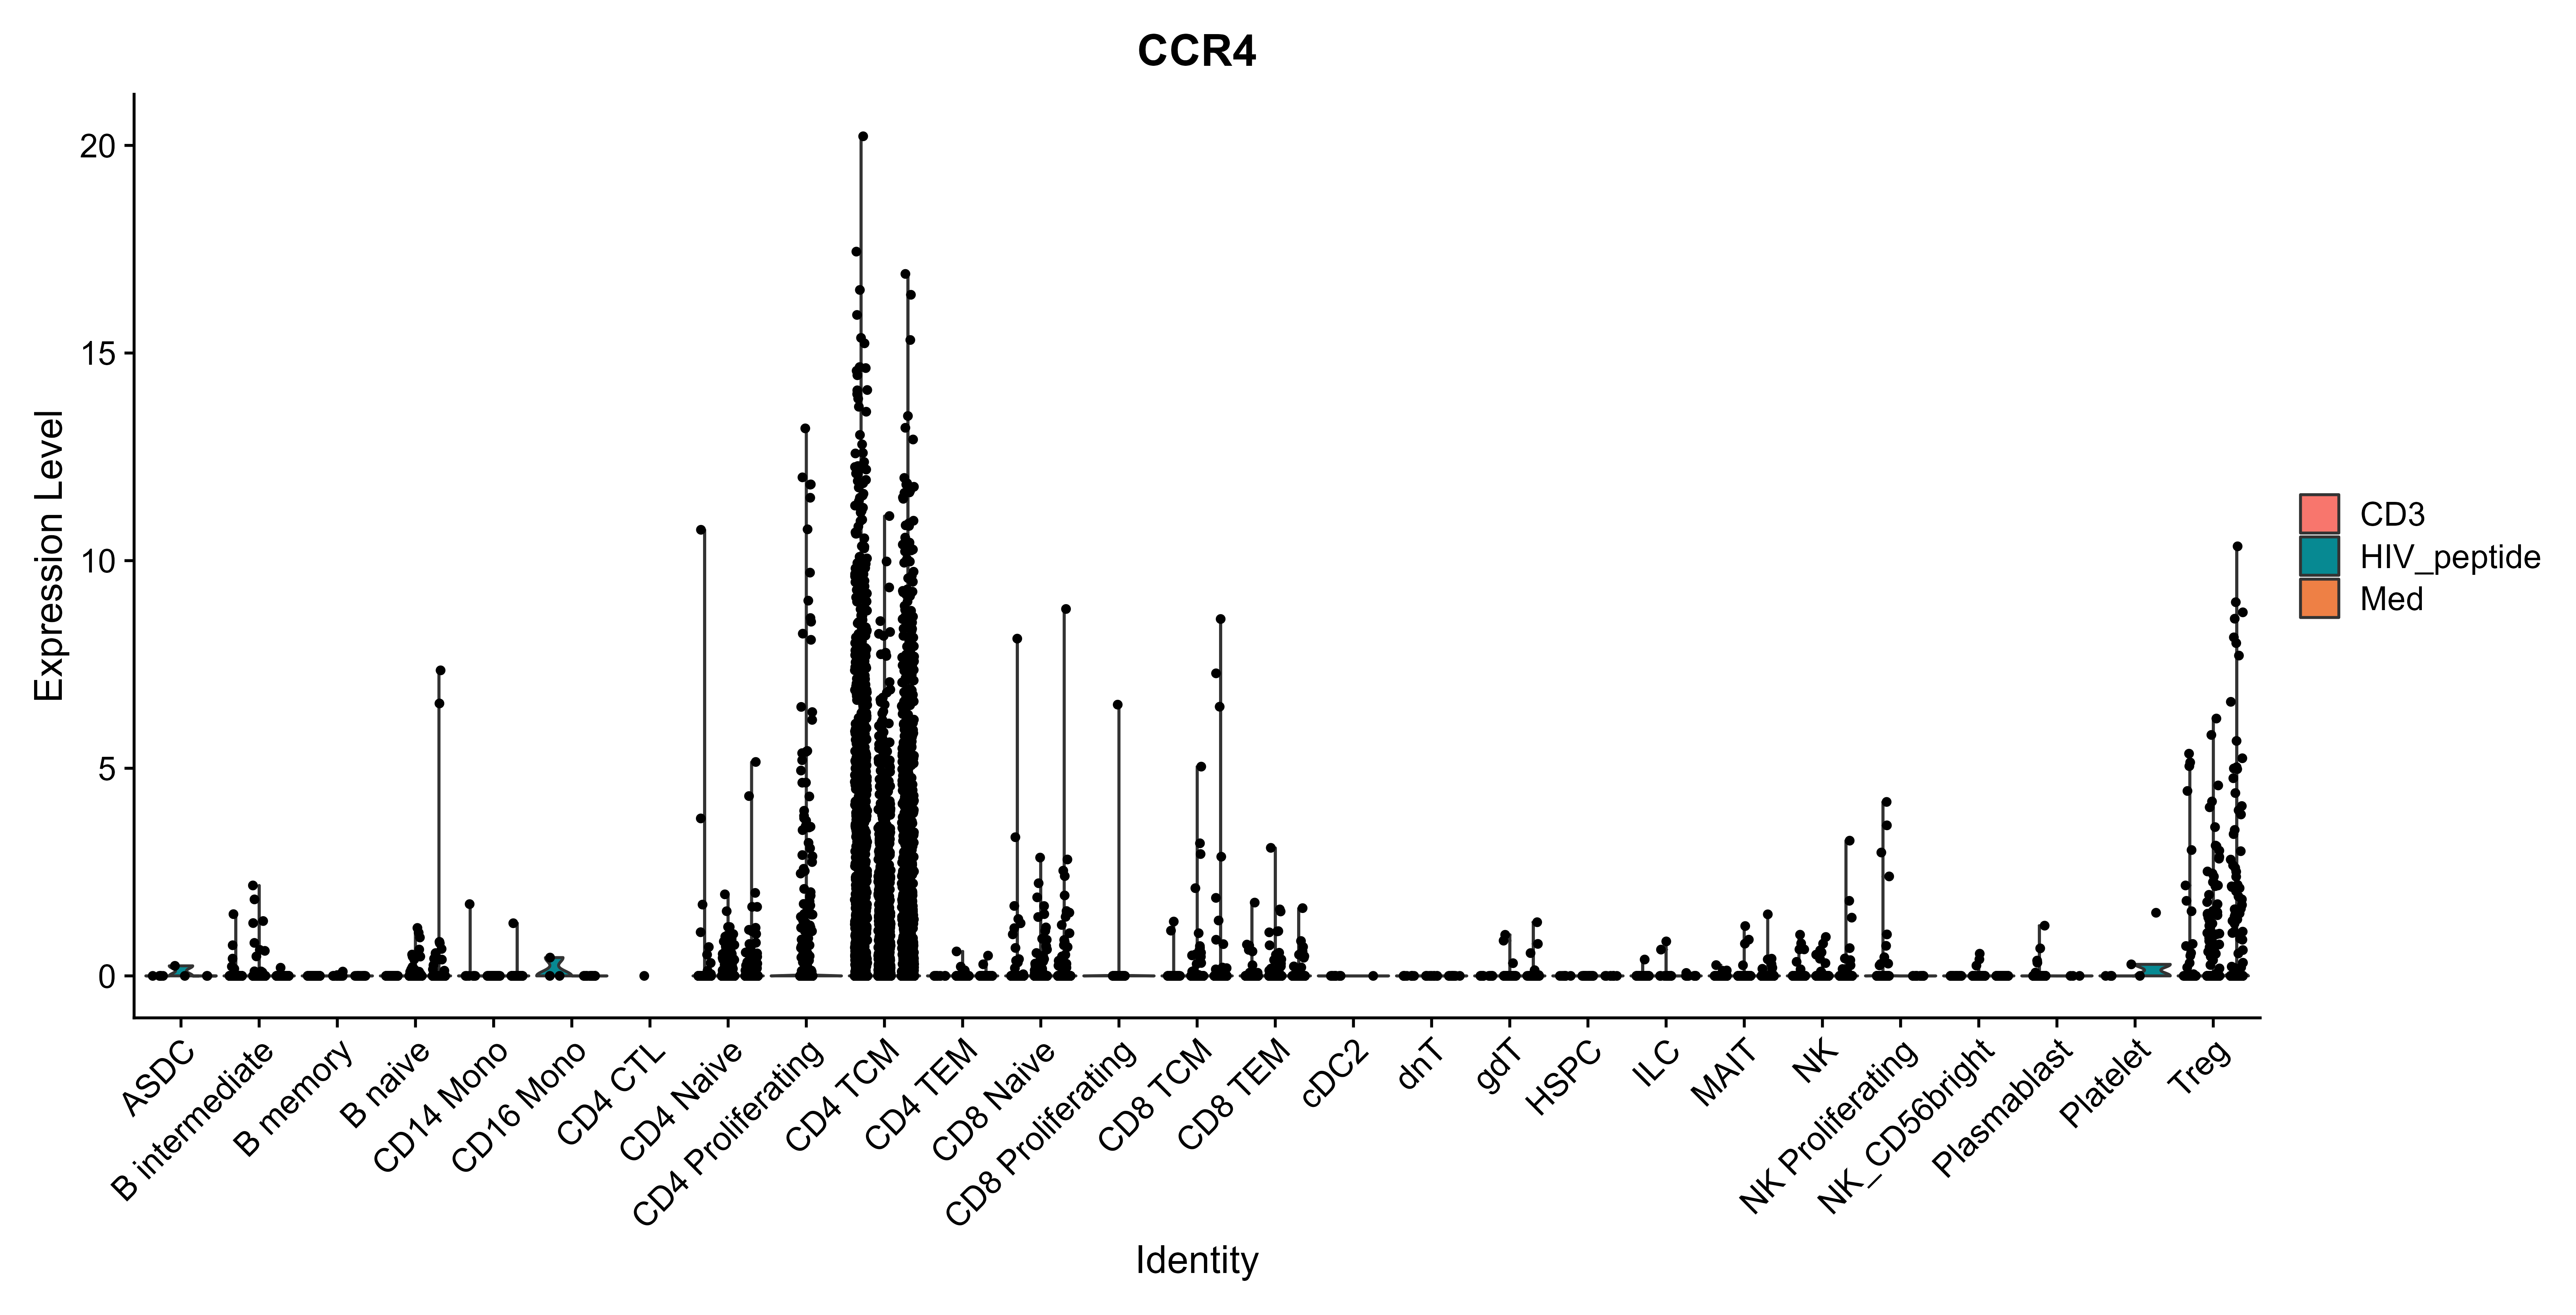 CCR4
Expression Level
20
15
10
5
0
ASDC
B intermediate
B memory
B naive
CD14 Mono
CD16 Mono
CD4 CTL
CD4 Naive
CD4 Proliferating
CD4 TCM
CD4 TEM
CD8 Naive
CD8 Proliferating
CD8 TCM
CD8 TEM
cDC2
dnT
gdT
HSPC
ILC
MAIT
NK
NK Proliferating
NK_CD56bright
Plasmablast
Platelet
Treg
Identity
CD3
HIV_peptide
Med